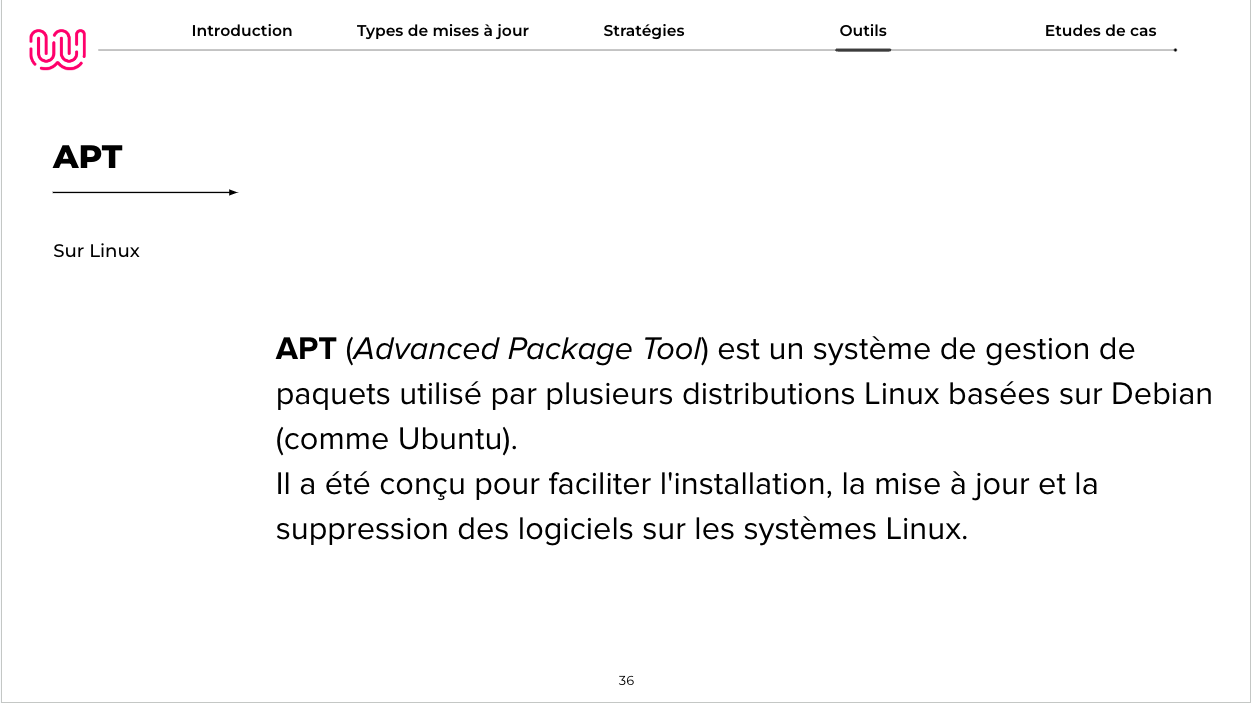 Introduction
Types de mises à jour
Stratégies
Outils
Etudes de cas
APT
Sur Linux
APT (Advanced Package Tool) est un système de gestion de
paquets utilisé par plusieurs distributions Linux basées sur Debian
(comme Ubuntu).
Il a été conçu pour faciliter l'installation, la mise à jour et la
suppression des logiciels sur les systèmes Linux.
36